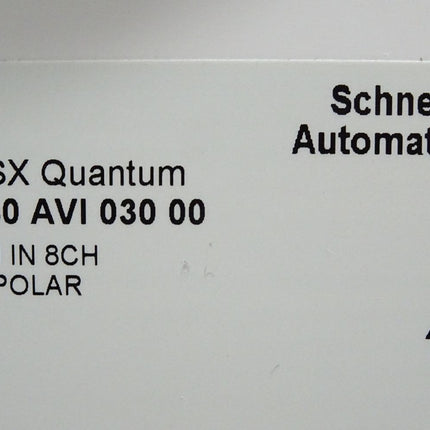 Schne
Automat
SX Quantum
0 AVI 030 00
IN 8CH
POLAR